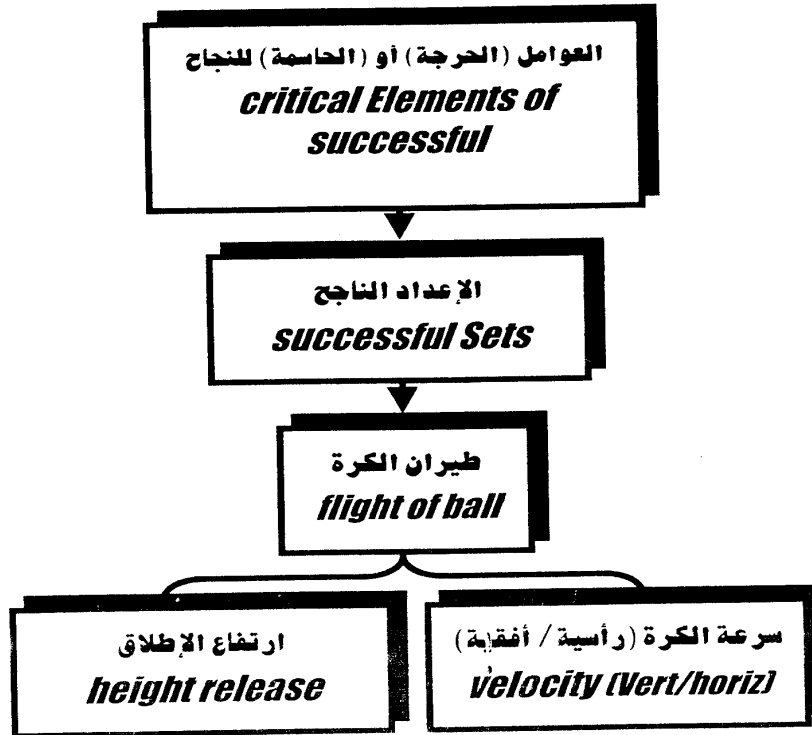 العوامل (الحرجة) أو (الحاسمة) للنجاح
critical Elements of
successful
الإعداد الناجح
successful Sets
طيران الكرة
flight of ball
ارتفاع الإطلاق
height release
سرعة الكرة (رأسية / أفقية)
velocity (Vert/horiz)